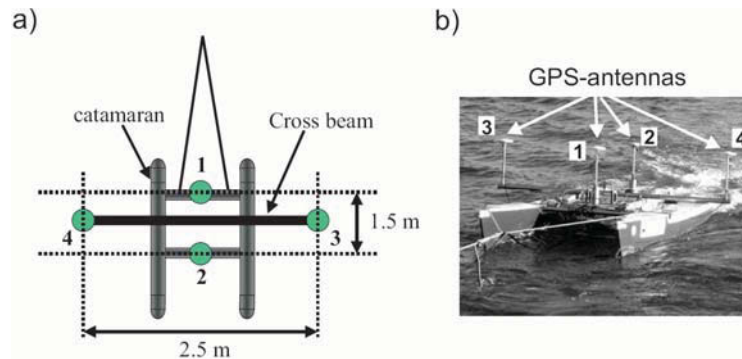 a)
catamaran
Cross beam
1
4
3
2
1.5 m
2.5 m
b)
GPS-antennas
3
1
2
4